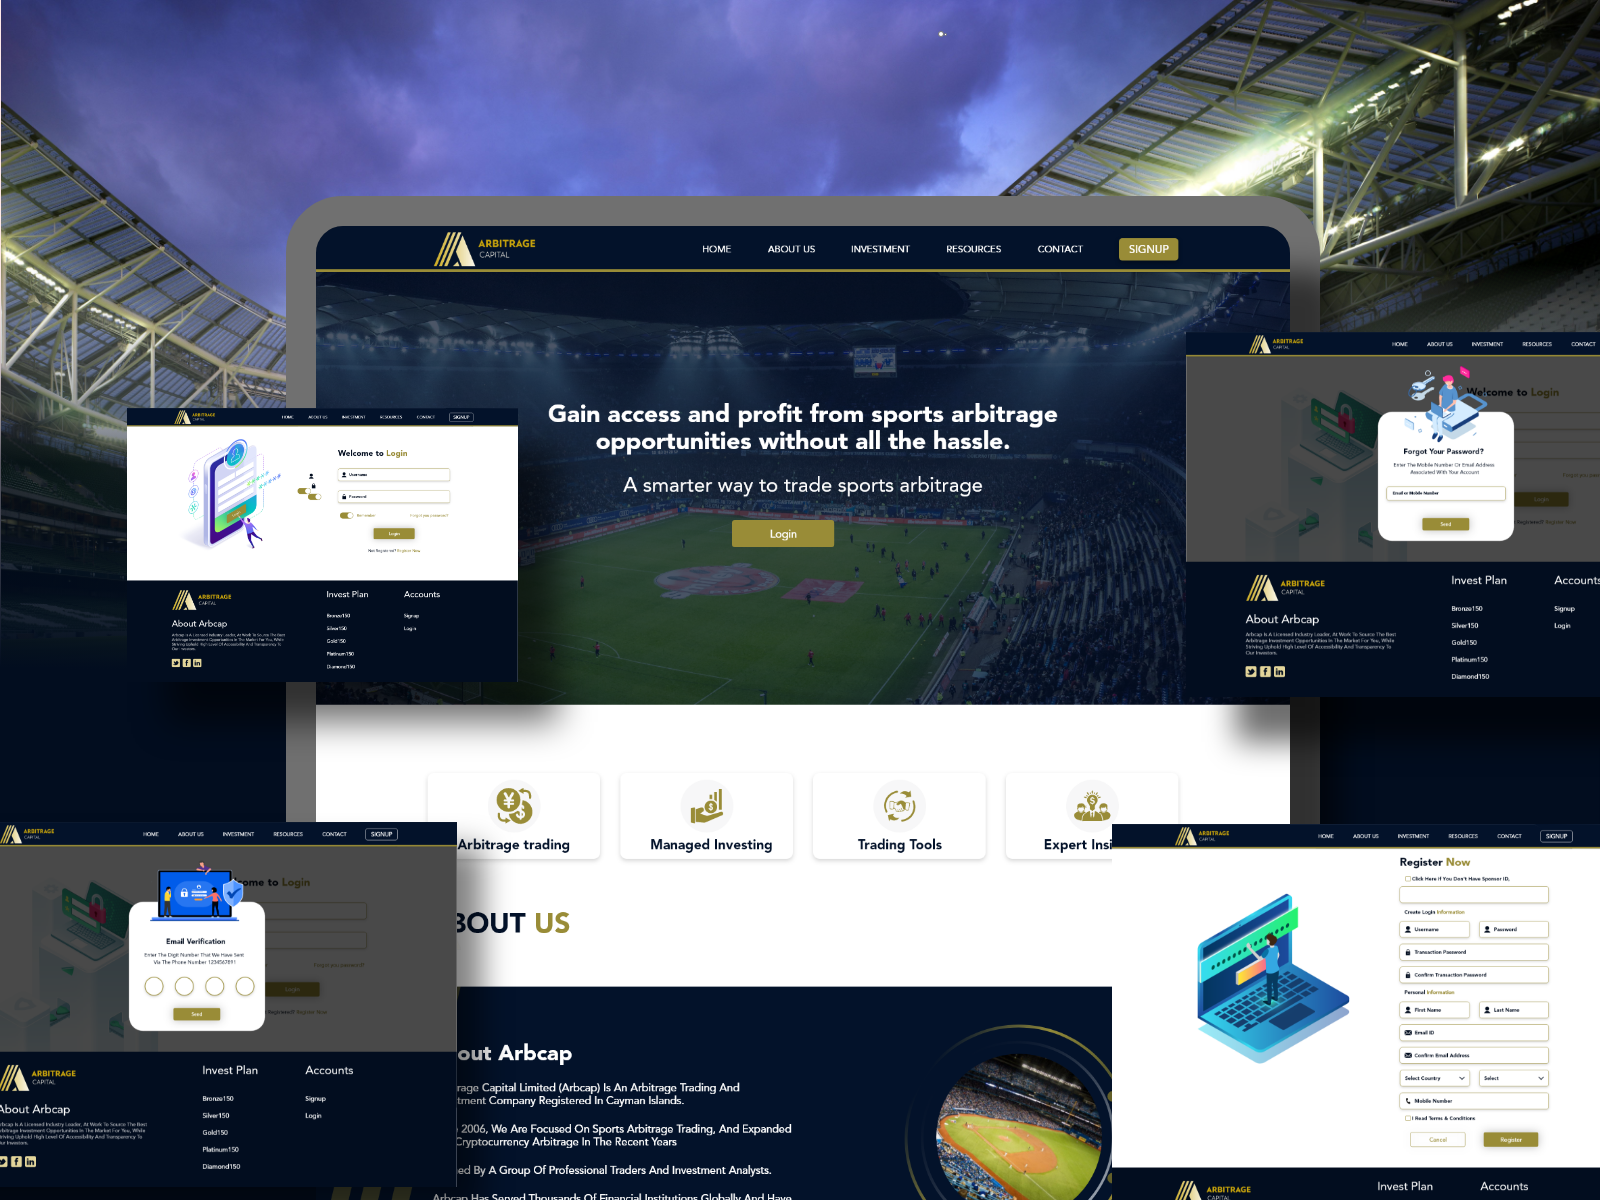 ARBITRAGE
CAPITAL
HOME ABOUT US INVESTMENT RESOURCES CONTACT SIGNUP
Gain access and profit from sports arbitrage
opportunities without all the hassle.
A smarter way to trade sports arbitrage
Login
Arbitrage trading
Managed Investing
Trading Tools
Expert Insi
BOUT US
out Arbcap
rage Capital Limited (Arbcap) Is An Arbitrage Trading And
tment Company Registered In Cayman Islands.
2006, We Are Focused On Sports Arbitrage Trading, And Expanded
Cryptocurrency Arbitrage In The Recent Years
ed By A Group Of Professional Traders And Investment Analysts.
Arbcap Has Served Thousands Of Financial Institutions Globally And Have
ARBITRAGE
CAPITAL
HOME ABOUT US INVESTMENT RESOURCES CONTACT SIGNUP
Welcome to Login
Username
Password
Remember
Forgot you password?
Login
Not Registered? Register Now
ARBITRAGE
CAPITAL
About Arbcap
Arbcap Is A Licensed Industry Leader, At Work To Source The Best
Arbitrage Investment Opportunities In The Market For You, While
Striving Uphold High Level Of Accessibility And Transparency To
Our Investors.
Invest Plan
Bronze150
Silver150
Gold150
Platinum150
Diamond150
Accounts
Signup
Login
ARBITRAGE
CAPITAL
HOME ABOUT US INVESTMENT RESOURCES CONTACT
Welcome to Login
Forgot Your Password?
Enter The Mobile Number Or Email Address
Associated With Your Account
Email or Mobile Number
Send
Login
Registered? Register Now
ARBITRAGE
CAPITAL
About Arbcap
Arbcap Is A Licensed Industry Leader, At Work To Source The Best
Arbitrage Investment Opportunities In The Market For You, While
Striving Uphold High Level Of Accessibility And Transparency To
Our Investors.
Invest Plan
Bronze150
Silver150
Gold150
Platinum150
Diamond150
Accounts
Signup
Login
ARBITRAGE
CAPITAL
HOME ABOUT US INVESTMENT RESOURCES CONTACT SIGNUP
ome to Login
Email Verification
Enter The Digit Number That We Have Sent
Via The Phone Number 1234567891
Send
Forgot you password?
Login
Registered? Register Now
ARBITRAGE
CAPITAL
About Arbcap
Arbcap Is A Licensed Industry Leader, At Work To Source The Best
Arbitrage Investment Opportunities In The Market For You, While
Striving Uphold High Level Of Accessibility And Transparency To
Our Investors.
Invest Plan
Bronze150
Silver150
Gold150
Platinum150
Diamond150
Accounts
Signup
Login
ARBITRAGE
CAPITAL
HOME ABOUT US INVESTMENT RESOURCES CONTACT SIGNUP
Register Now
Click Here If You Don't Have Sponsor ID.
Create Login Information
Username Password
Transaction Password
Confirm Transaction Password
Personal Information
First Name Last Name
Email ID
Confirm Email Address
Select Country Select
Mobile Number
I Read Terms & Conditions
Cancel Register
ARBITRAGE
CAPITAL
Invest Plan
Accounts